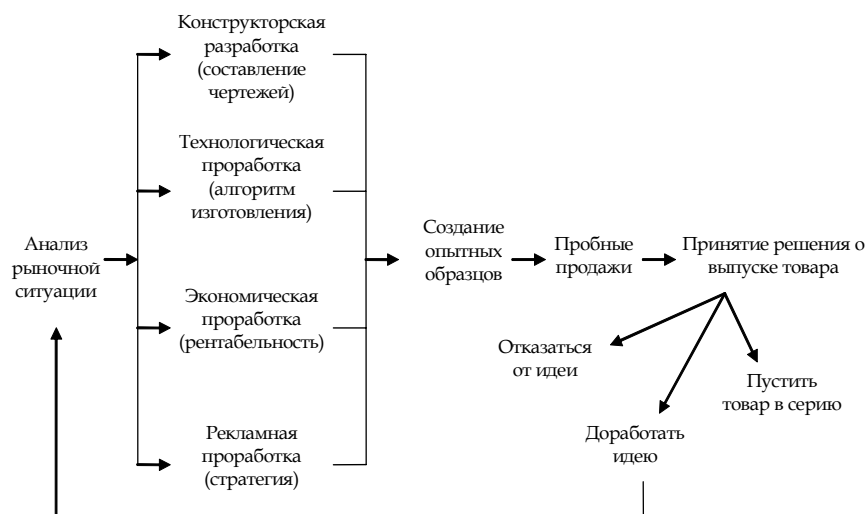 Конструкторская
разработка
(составление
чертежей)
Технологическая
проработка
(алгоритм
изготовления)
Анализ
рыночной
ситуации
Создание
опытных
образцов
Пробные
продажи
Принятие решения о
выпуске товара
Экономическая
проработка
(рентабельность)
Отказаться
от идеи
Пустить
товар в серию
Доработать
идею
Рекламная
проработка
(стратегия)